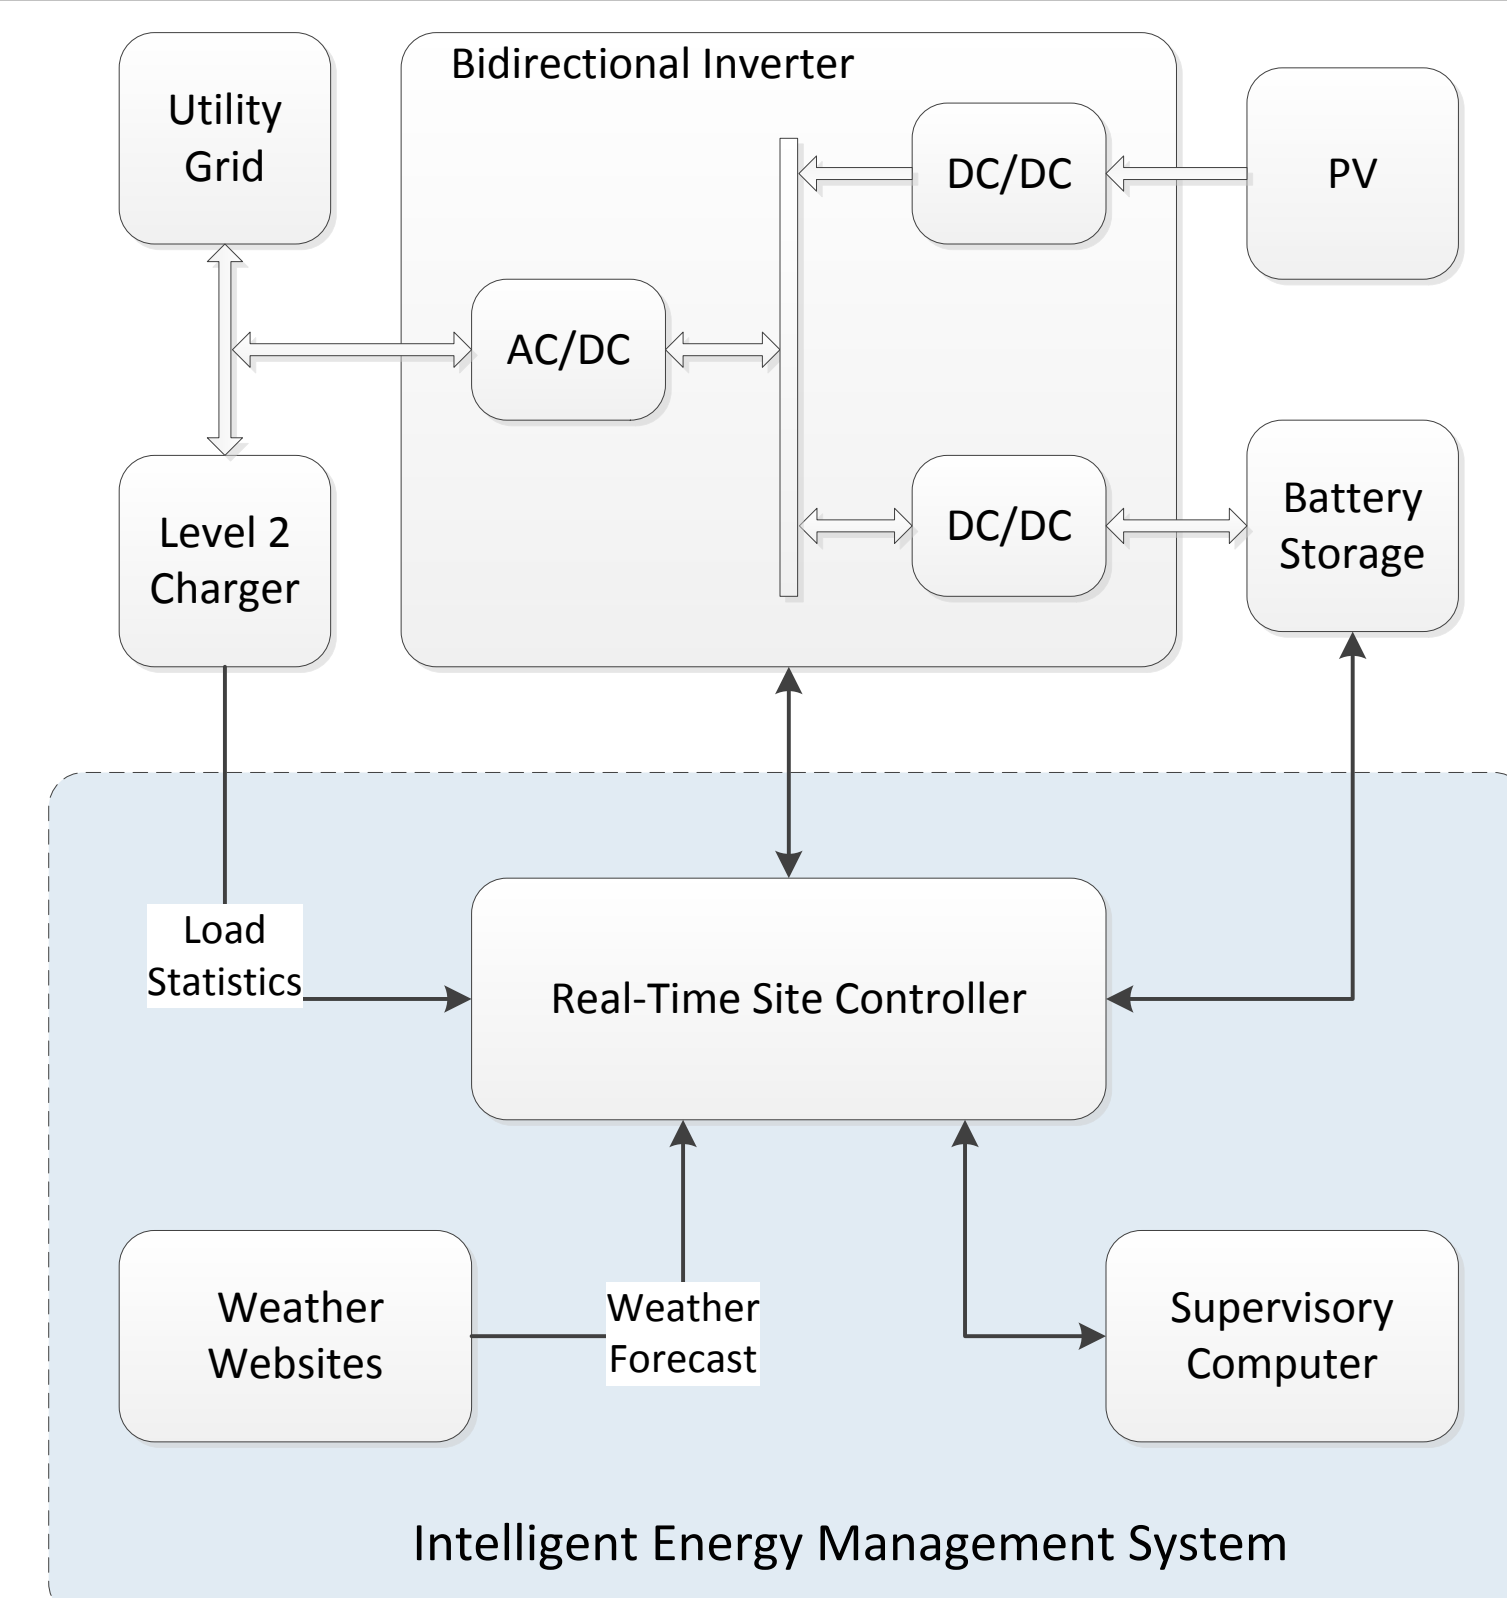 Utility
Grid
Bidirectional Inverter
DC/DC
PV
AC/DC
Level 2
Charger
DC/DC
Battery
Storage
Load
Statistics
Real-Time Site Controller
Weather
Websites
Weather
Forecast
Supervisory
Computer
Intelligent Energy Management System